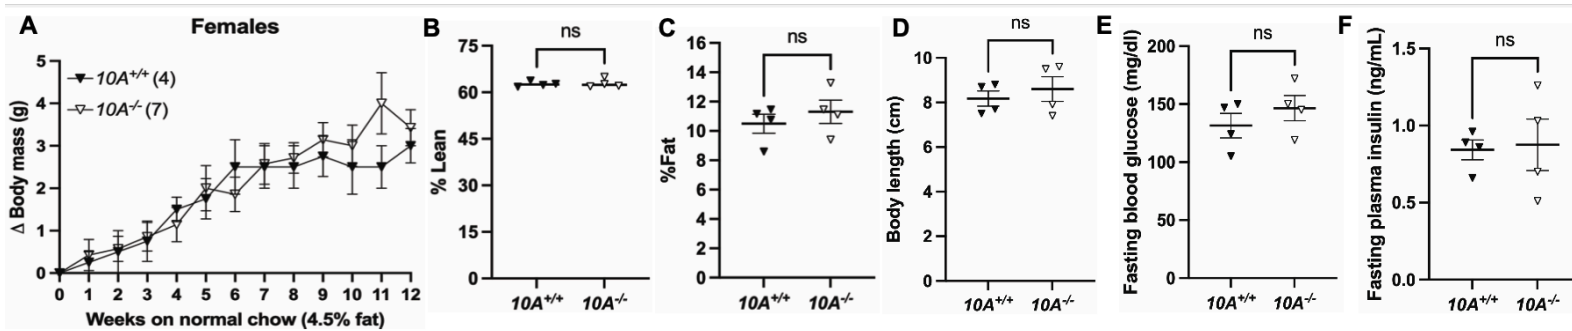 A
Females
Δ Body mass (g)
5
4
3
2
1
0
10A+/+ (4)
10A-/- (7)
0 1 2 3 4 5 6 7 8 9 10 11 12
Weeks on normal chow (4.5% fat)
B
ns
% Lean
75
60
45
30
15
0
10A+/+ 10A-/-
C
ns
%Fat
16
14
12
10
8
6
4
2
0
10A+/+ 10A-/-
D
ns
Body length (cm)
10
8
6
4
2
0
10A+/+ 10A-/-
E
ns
Fasting blood glucose (mg/dl)
200
150
100
50
0
10A+/+ 10A-/-
F
ns
Fasting plasma insulin (ng/mL)
1.5
1.0
0.5
0.0
10A+/+ 10A-/-